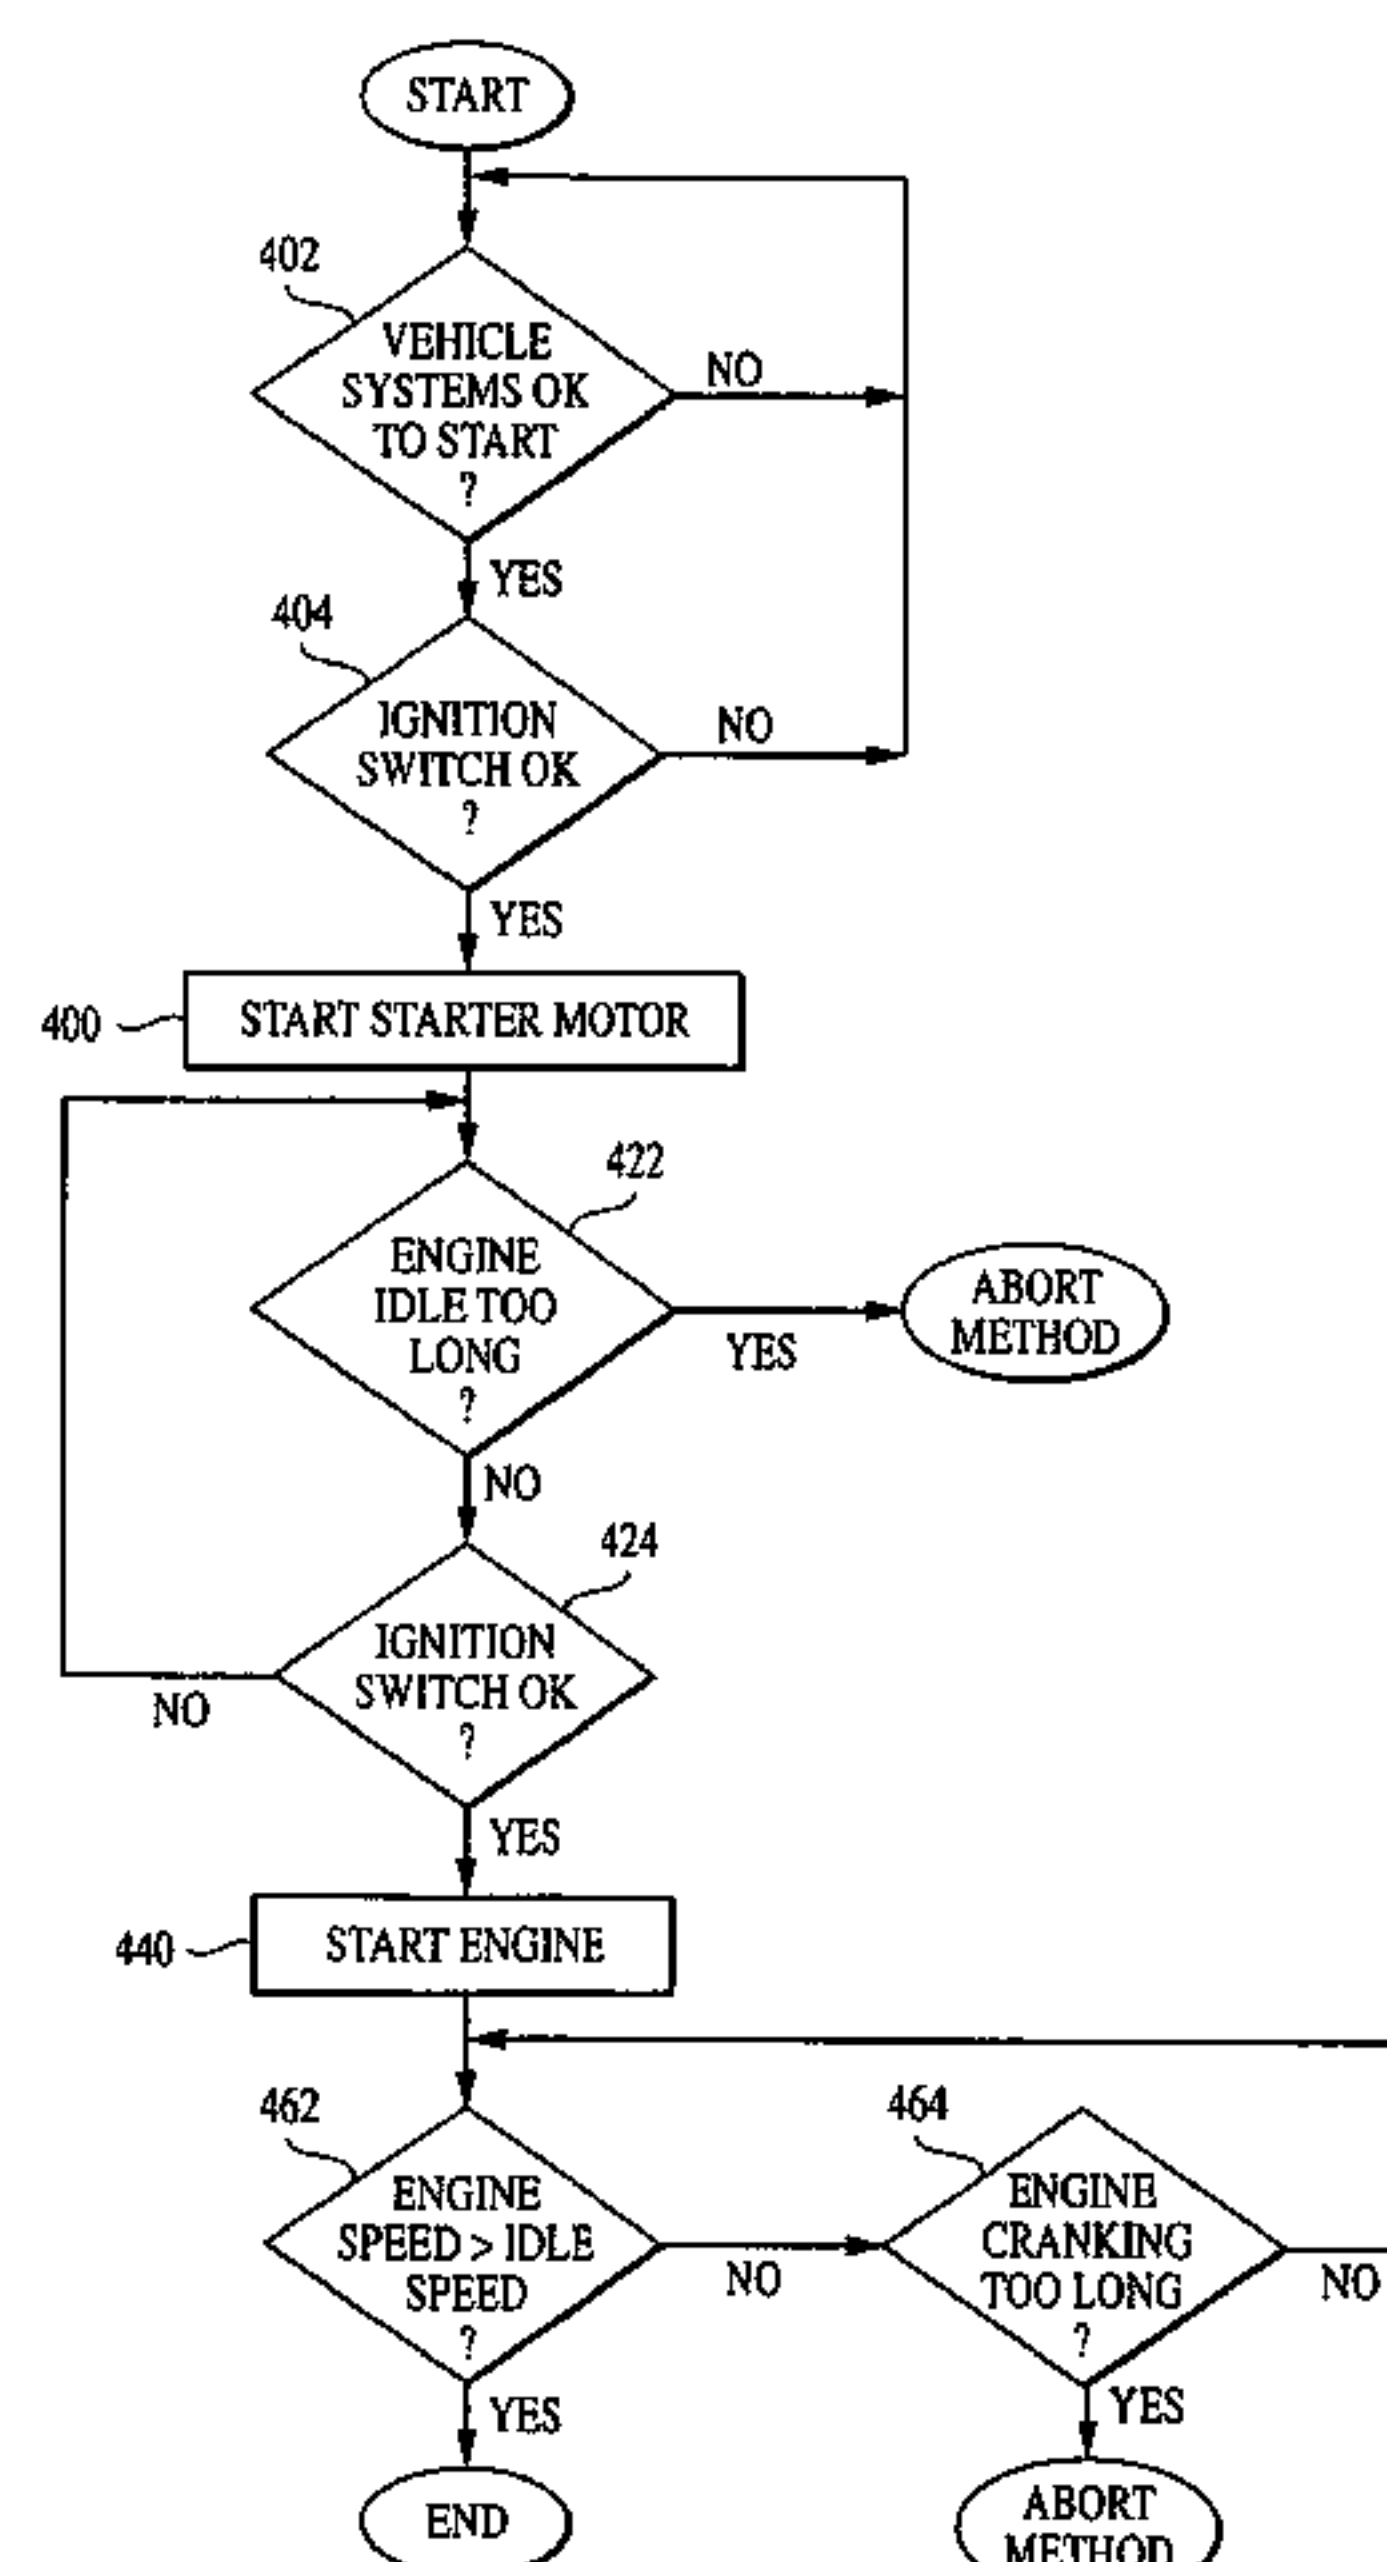 START
402
VEHICLE
SYSTEMS OK
TO START
?
NO
YES
404
IGNITION
SWITCH OK
?
NO
YES
400
START STARTER MOTOR
422
ENGINE
IDLE TOO
LONG
?
YES
ABORT
METHOD
NO
424
IGNITION
SWITCH OK
?
NO
YES
440
START ENGINE
462
ENGINE
SPEED > IDLE
SPEED
?
NO
464
ENGINE
CRANKING
TOO LONG
?
NO
YES
END
YES
ABORT
METHOD